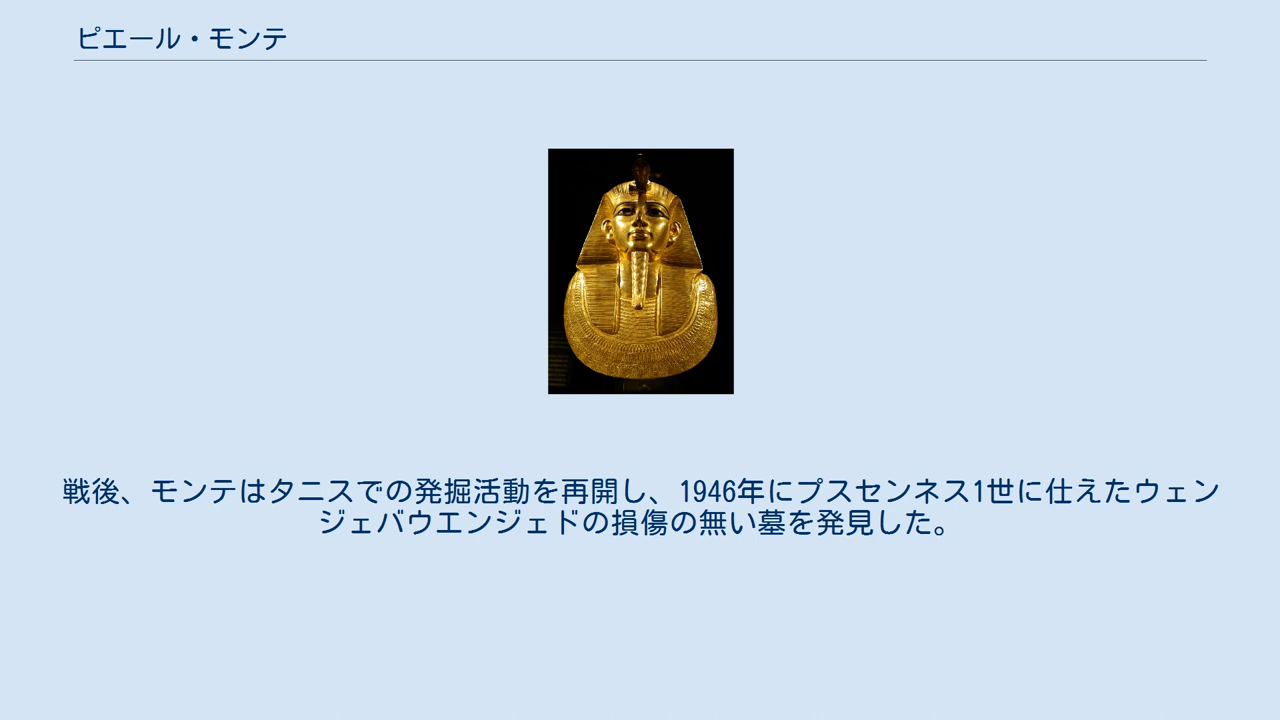 ピエール・モンテ
戦後、モンテはタニスでの発掘活動を再開し、1946年にプスセンネス1世に仕えたウェン
ジェバウエンジェドの損傷の無い墓を発見した。